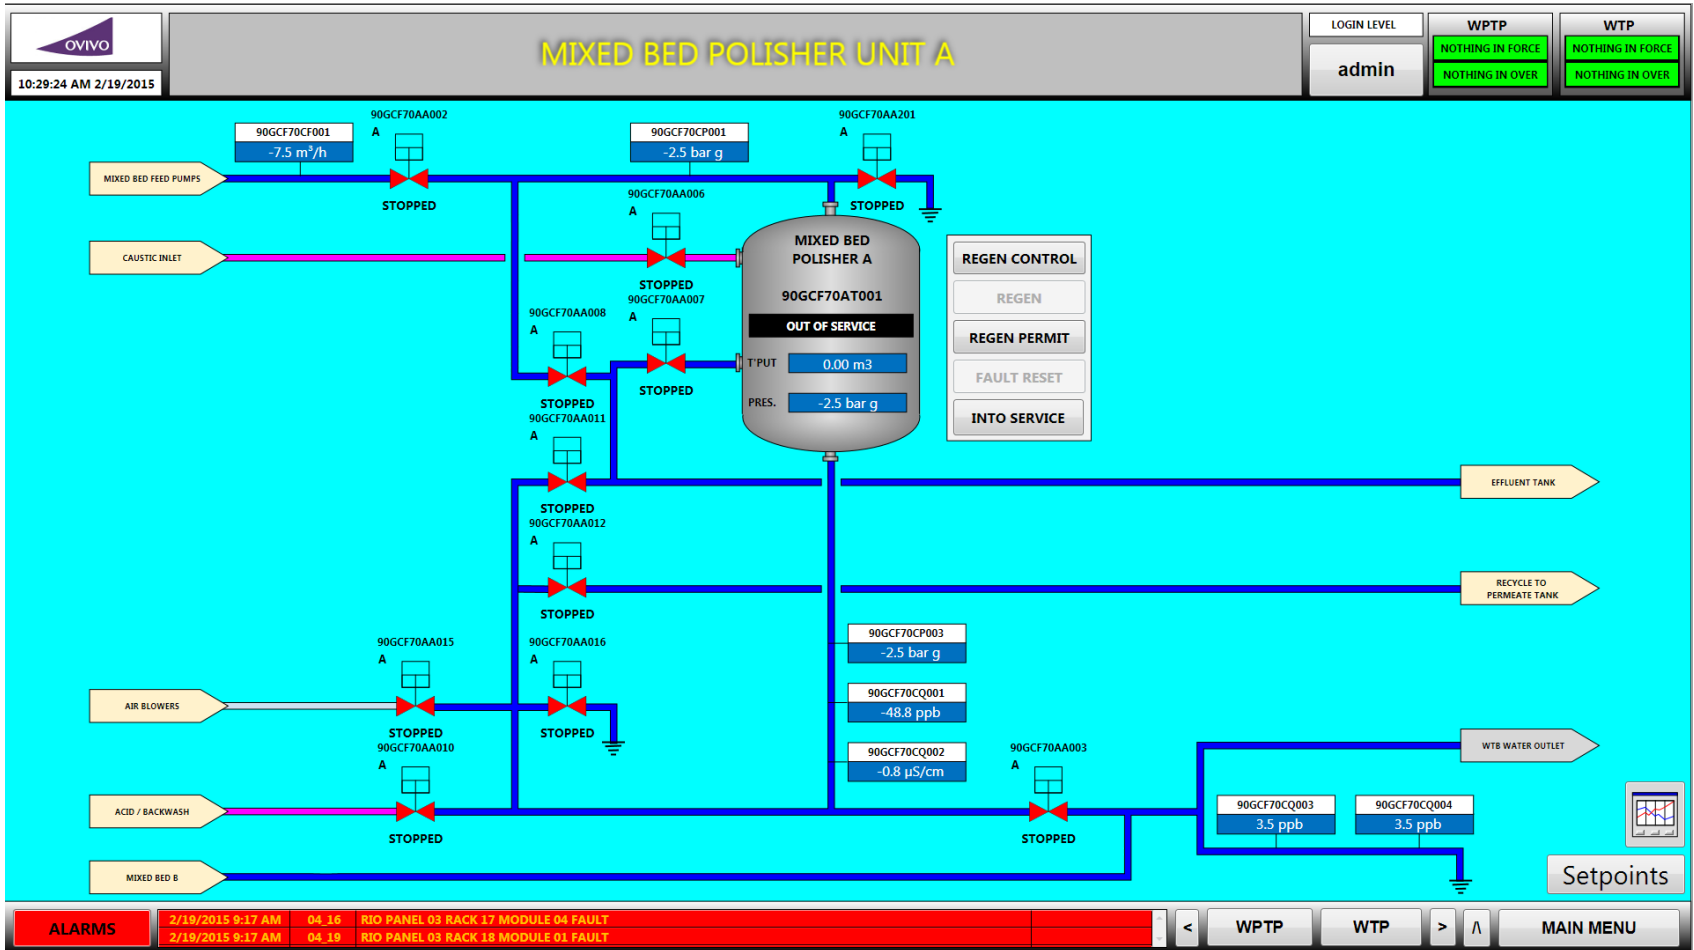 OVIVO
10:29:24 AM 2/19/2015
MIXED BED POLISHER UNIT A
LOGIN LEVEL
admin
WPTP
NOTHING IN FORCE
NOTHING IN OVER
WTP
NOTHING IN FORCE
NOTHING IN OVER
90GCF70CF001
-7.5 m³/h
90GCF70AA002
A
STOPPED
90GCF70CP001
-2.5 bar g
90GCF70AA201
A
STOPPED
MIXED BED FEED PUMPS
90GCF70AA006
A
STOPPED
CAUSTIC INLET
MIXED BED
POLISHER A
90GCF70AT001
OUT OF SERVICE
T'PUT
0.00 m3
PRES.
-2.5 bar g
REGEN CONTROL
REGEN
REGEN PERMIT
FAULT RESET
INTO SERVICE
90GCF70AA007
A
STOPPED
90GCF70AA008
A
STOPPED
90GCF70AA011
A
STOPPED
EFFLUENT TANK
90GCF70AA012
A
STOPPED
RECYCLE TO
PERMEATE TANK
90GCF70CP003
-2.5 bar g
90GCF70CQ001
-48.8 ppb
90GCF70CQ002
-0.8 µS/cm
90GCF70AA015
A
STOPPED
90GCF70AA016
A
STOPPED
AIR BLOWERS
90GCF70AA010
A
STOPPED
90GCF70AA003
A
STOPPED
WTB WATER OUTLET
ACID / BACKWASH
90GCF70CQ003
3.5 ppb
90GCF70CQ004
3.5 ppb
MIXED BED B
Setpoints
ALARMS
2/19/2015 9:17 AM 04_16 RIO PANEL 03 RACK 17 MODULE 04 FAULT
2/19/2015 9:17 AM 04_19 RIO PANEL 03 RACK 18 MODULE 01 FAULT
< WPTP WTP > /\ MAIN MENU